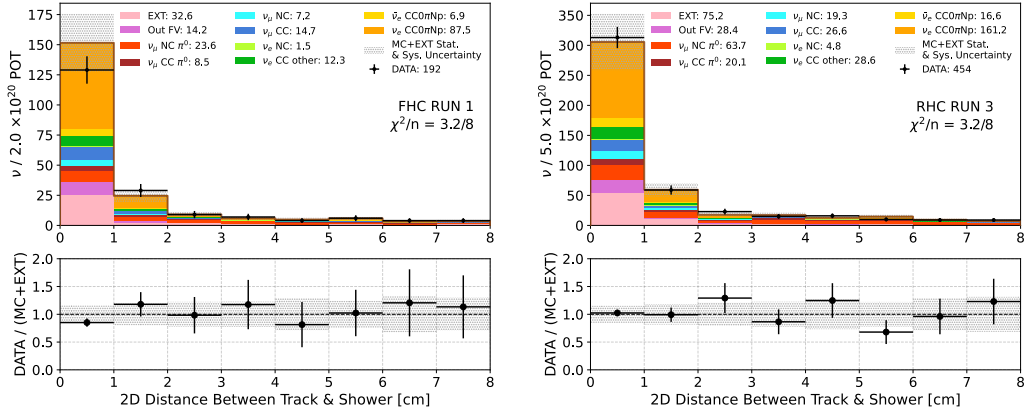 EXT: 32,6
Out FV: 14,2
ν_μ NC π⁰: 23.6
ν_μ CC π⁰: 8.5
ν_μ NC: 7.2
ν_μ CC: 14.7
ν_e NC: 1.5
ν_e CC other: 12.3
ν̄_e CC0πNp: 6,9
ν_e CC0πNp: 87,5
MC+EXT Stat.
& Sys, Uncertainty
DATA: 192
FHC RUN 1
χ²/n = 3.2/8
ν / 2.0 ×10²⁰ POT
175
150
125
100
75
50
25
0
0 1 2 3 4 5 6 7 8
DATA / (MC+EXT)
2.0
1.5
1.0
0.5
0.0
0 1 2 3 4 5 6 7 8
2D Distance Between Track & Shower [cm]
EXT: 75,2
Out FV: 28,4
ν_μ NC π⁰: 63.7
ν_μ CC π⁰: 20.1
ν_μ NC: 19,3
ν_μ CC: 26,6
ν_e NC: 4.8
ν_e CC other: 28.6
ν̄_e CC0πNp: 16,6
ν_e CC0πNp: 161,2
MC+EXT Stat.
& Sys, Uncertainty
DATA: 454
RHC RUN 3
χ²/n = 3.2/8
ν / 5.0 ×10²⁰ POT
350
300
250
200
150
100
50
0
0 1 2 3 4 5 6 7 8
DATA / (MC+EXT)
2.0
1.5
1.0
0.5
0.0
0 1 2 3 4 5 6 7 8
2D Distance Between Track & Shower [cm]